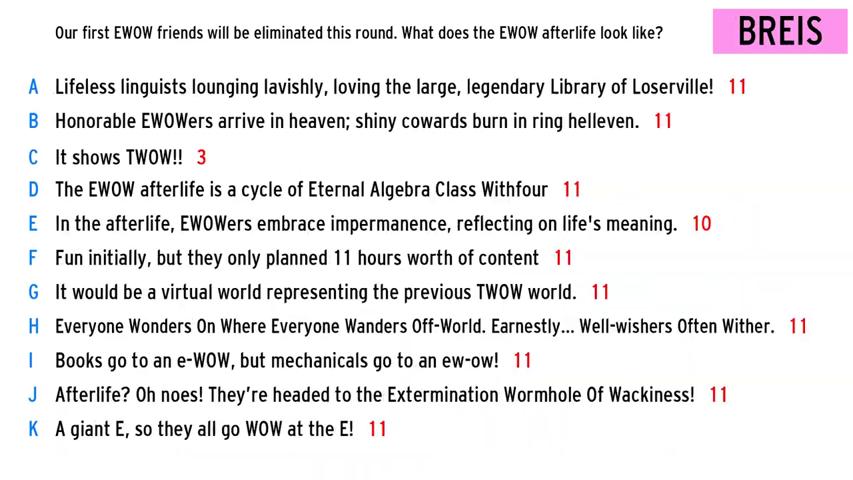 Our first EWOW friends will be eliminated this round. What does the EWOW afterlife look like?
BREIS
A Lifeless linguists lounging lavishly, loving the large, legendary Library of Loserville! 11
B Honorable EWOWers arrive in heaven; shiny cowards burn in ring helleven. 11
C It shows TWOW!! 3
D The EWOW afterlife is a cycle of Eternal Algebra Class Withfour 11
E In the afterlife, EWOWers embrace impermanence, reflecting on life's meaning. 10
F Fun initially, but they only planned 11 hours worth of content 11
G It would be a virtual world representing the previous TWOW world. 11
H Everyone Wonders On Where Everyone Wanders Off-World. Earnestly... Well-wishers Often Wither. 11
I Books go to an e-WOW, but mechanicals go to an ew-ow! 11
J Afterlife? Oh noes! They're headed to the Extermination Wormhole Of Wackiness! 11
K A giant E, so they all go WOW at the E! 11